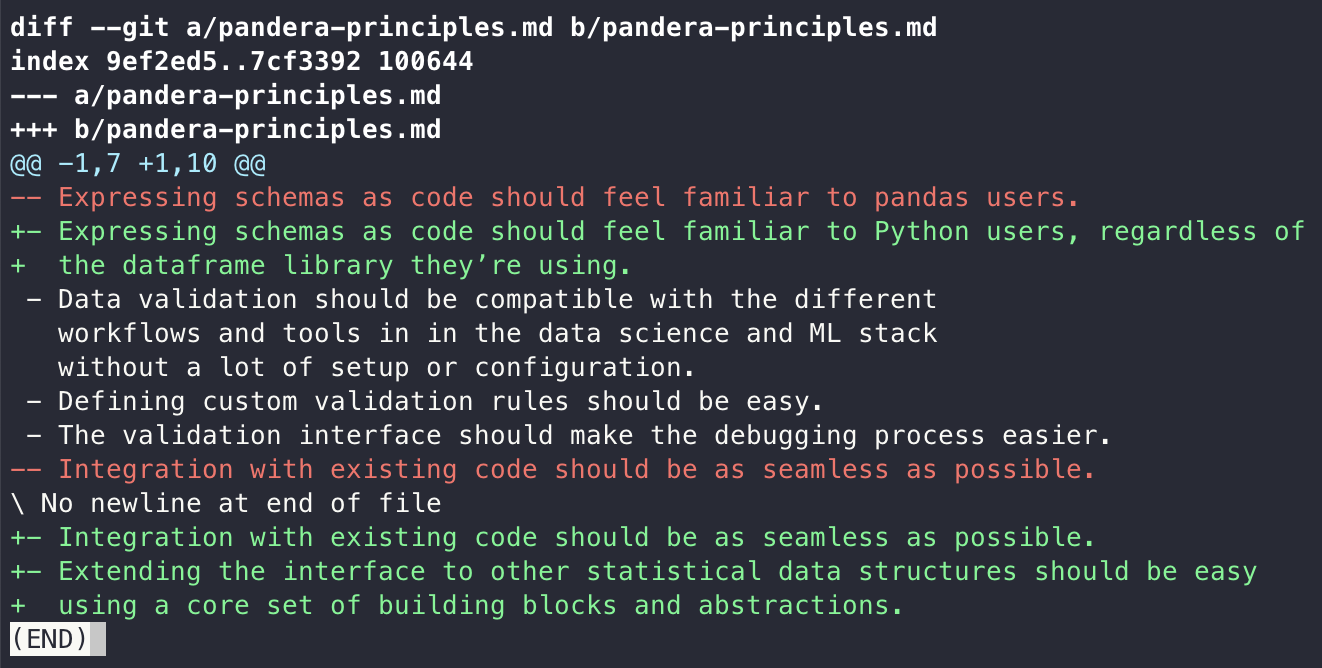 diff --git a/pandera-principles.md b/pandera-principles.md
index 9ef2ed5..7cf3392 100644
--- a/pandera-principles.md
+++ b/pandera-principles.md
@@ -1,7 +1,10 @@
-- Expressing schemas as code should feel familiar to pandas users.
+- Expressing schemas as code should feel familiar to Python users, regardless of
+  the dataframe library they’re using.
 - Data validation should be compatible with the different
   workflows and tools in in the data science and ML stack
   without a lot of setup or configuration.
 - Defining custom validation rules should be easy.
 - The validation interface should make the debugging process easier.
-- Integration with existing code should be as seamless as possible.
\ No newline at end of file
+- Integration with existing code should be as seamless as possible.
+- Extending the interface to other statistical data structures should be easy
+  using a core set of building blocks and abstractions.
(END)